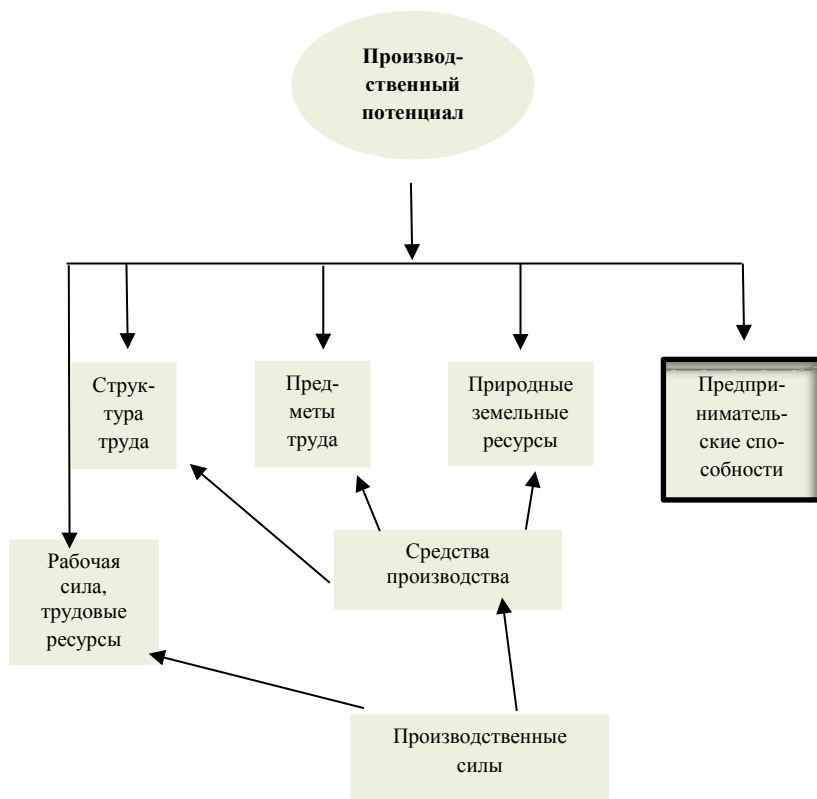 Производ-
ственный
потенциал
Струк-
тура
труда
Пред-
меты
труда
Природные
земельные
ресурсы
Предпри-
ниматель-
ские спо-
собности
Рабочая
сила,
трудовые
ресурсы
Средства
производства
Производственные
силы